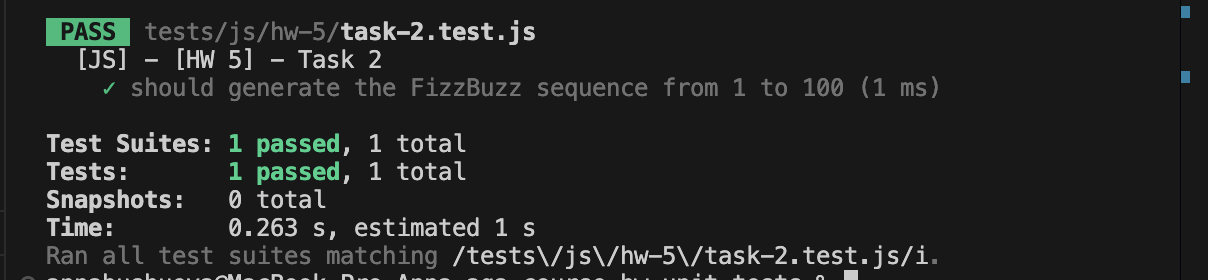 PASS tests/js/hw-5/task-2.test.js
[JS] – [HW 5] – Task 2
✓ should generate the FizzBuzz sequence from 1 to 100 (1 ms)
Test Suites: 1 passed, 1 total
Tests: 1 passed, 1 total
Snapshots: 0 total
Time: 0.263 s, estimated 1 s
Ran all test suites matching /tests\/js\/hw-5\/task-2.test.js/i.